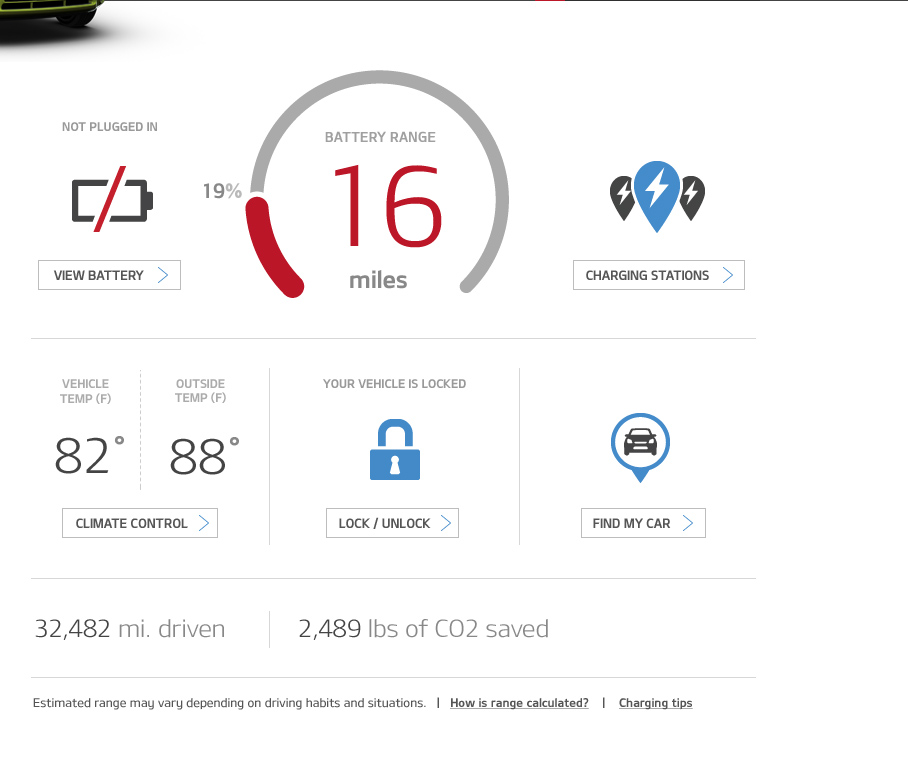 NOT PLUGGED IN
VIEW BATTERY
19%
BATTERY RANGE
16
miles
CHARGING STATIONS
VEHICLE
TEMP (F)
82°
OUTSIDE
TEMP (F)
88°
CLIMATE CONTROL
YOUR VEHICLE IS LOCKED
LOCK / UNLOCK
FIND MY CAR
32,482 mi. driven
2,489 lbs of CO2 saved
Estimated range may vary depending on driving habits and situations. | How is range calculated? | Charging tips